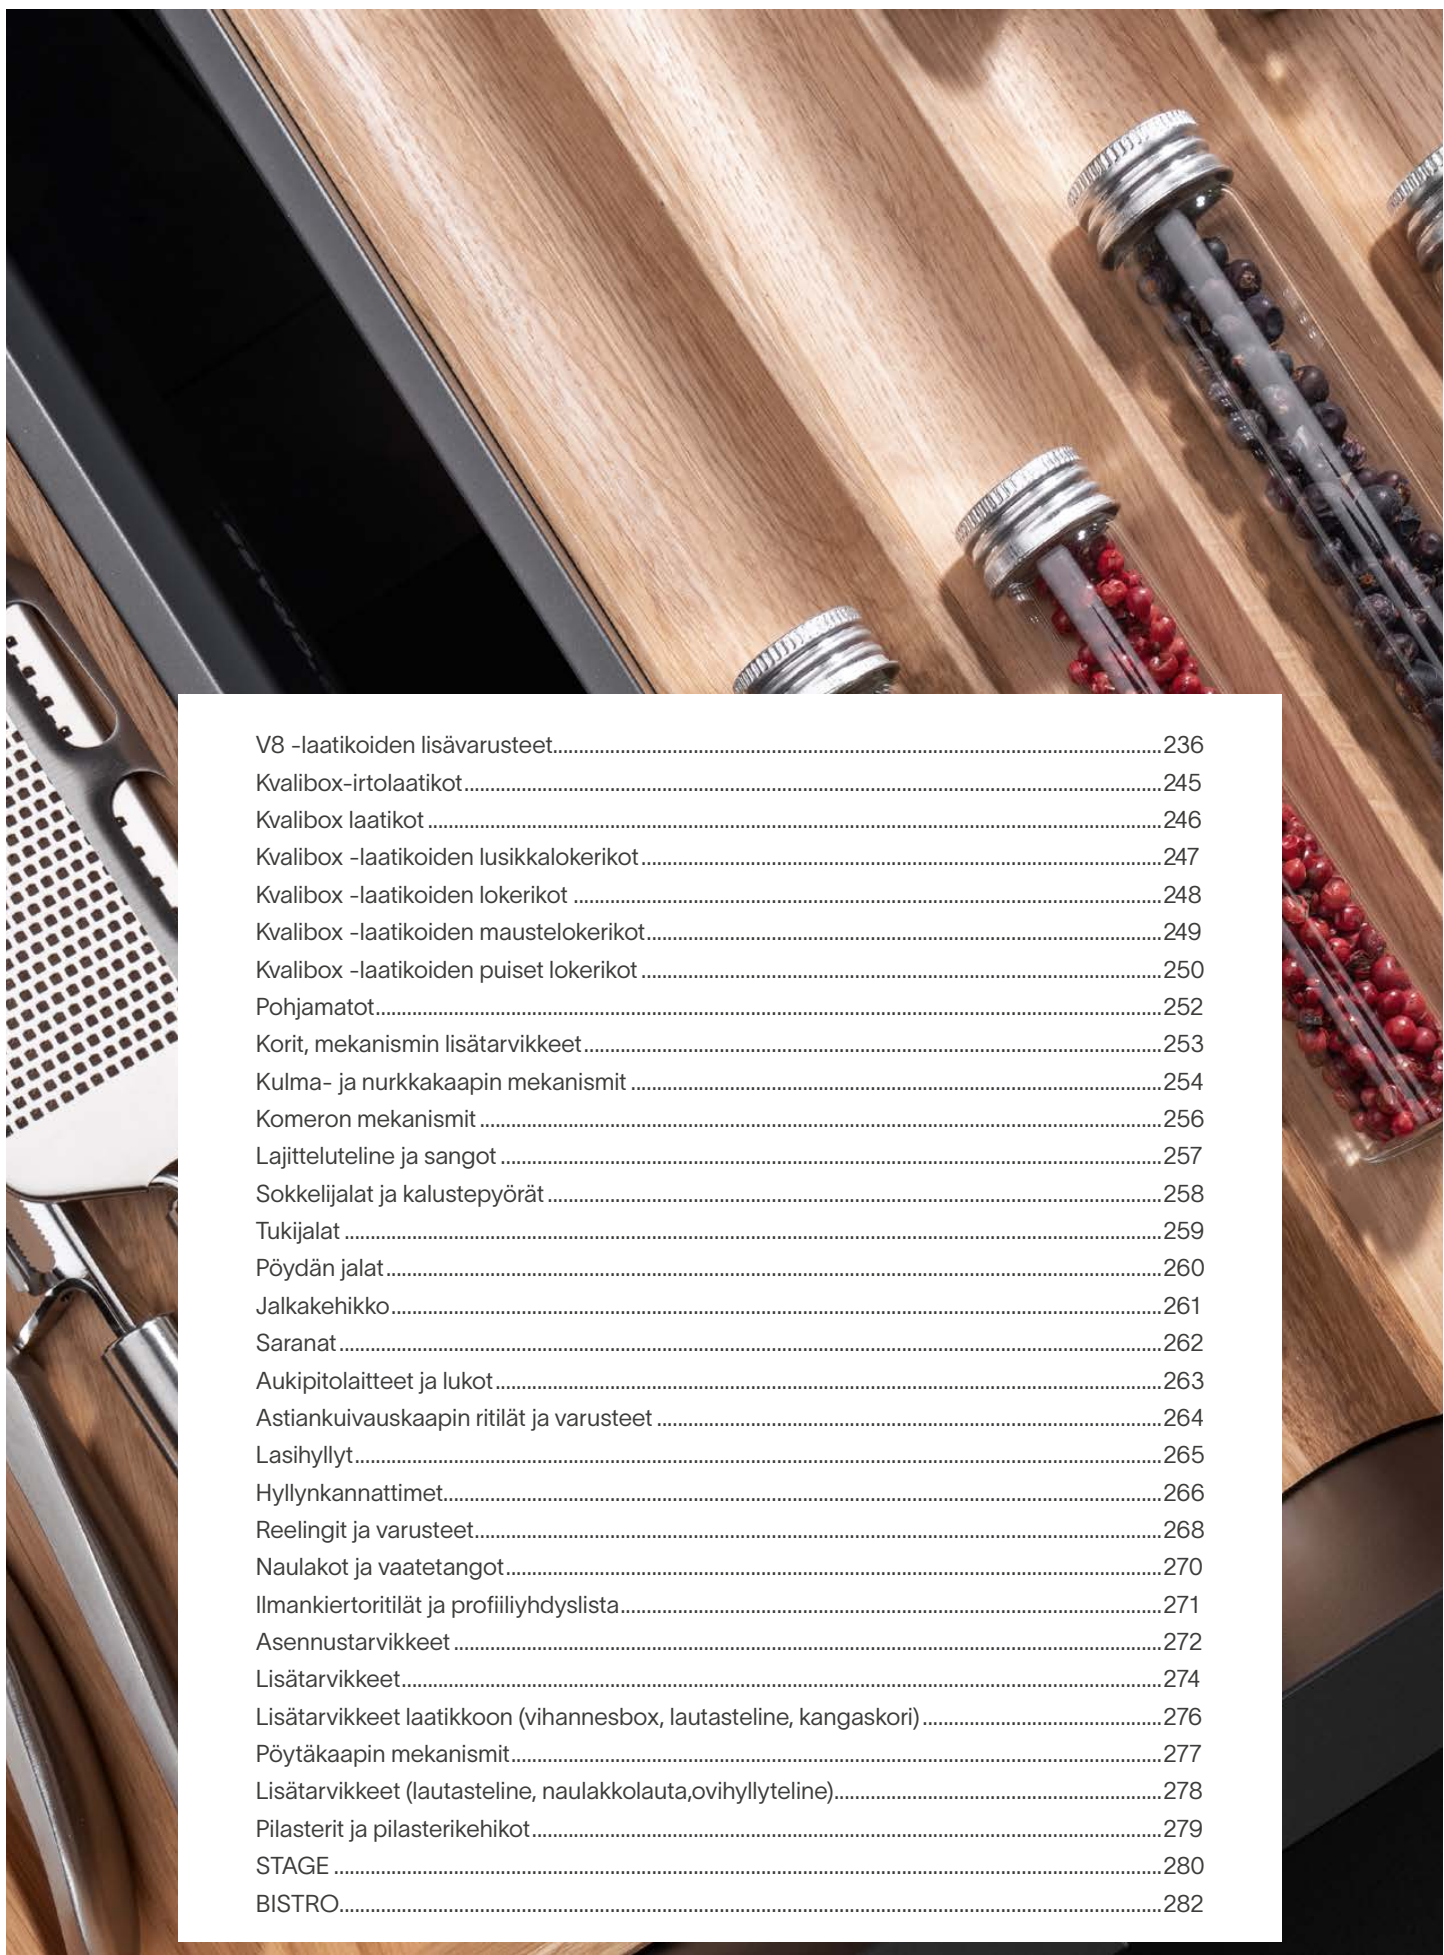 V8 -laatikoiden lisävarusteet....................236
Kvalibox-irtolaatikot....................245
Kvalibox laatikot ....................246
Kvalibox -laatikoiden lusikkalokerikot....................247
Kvalibox -laatikoiden lokerikot ....................248
Kvalibox -laatikoiden maustelokerikot....................249
Kvalibox -laatikoiden puiset lokerikot ....................250
Pohjamatot....................252
Korit, mekanismin lisätarvikkeet....................253
Kulma- ja nurkkakaapin mekanismit ....................254
Komeron mekanismit ....................256
Lajitteluteline ja sangot ....................257
Sokkelijalat ja kalustepyörät ....................258
Tukijalat ....................259
Pöydän jalat ....................260
Jalkakehikko....................261
Saranat ....................262
Aukipitolaitteet ja lukot ....................263
Astiankuivauskaapin ritilät ja varusteet ....................264
Lasihyllyt....................265
Hyllynkannattimet....................266
Reelingit ja varusteet....................268
Naulakot ja vaatetangot....................270
Ilmankiertoritilät ja profiiliyhdyslista....................271
Asennustarvikkeet ....................272
Lisätarvikkeet....................274
Lisätarvikkeet laatikkoon (vihannesbox, lautasteline, kangaskori) ....................276
Pöytäkaapin mekanismit....................277
Lisätarvikkeet (lautasteline, naulakkolauta,ovihyllyteline)....................278
Pilasterit ja pilasterikehikot ....................279
STAGE ....................280
BISTRO....................282